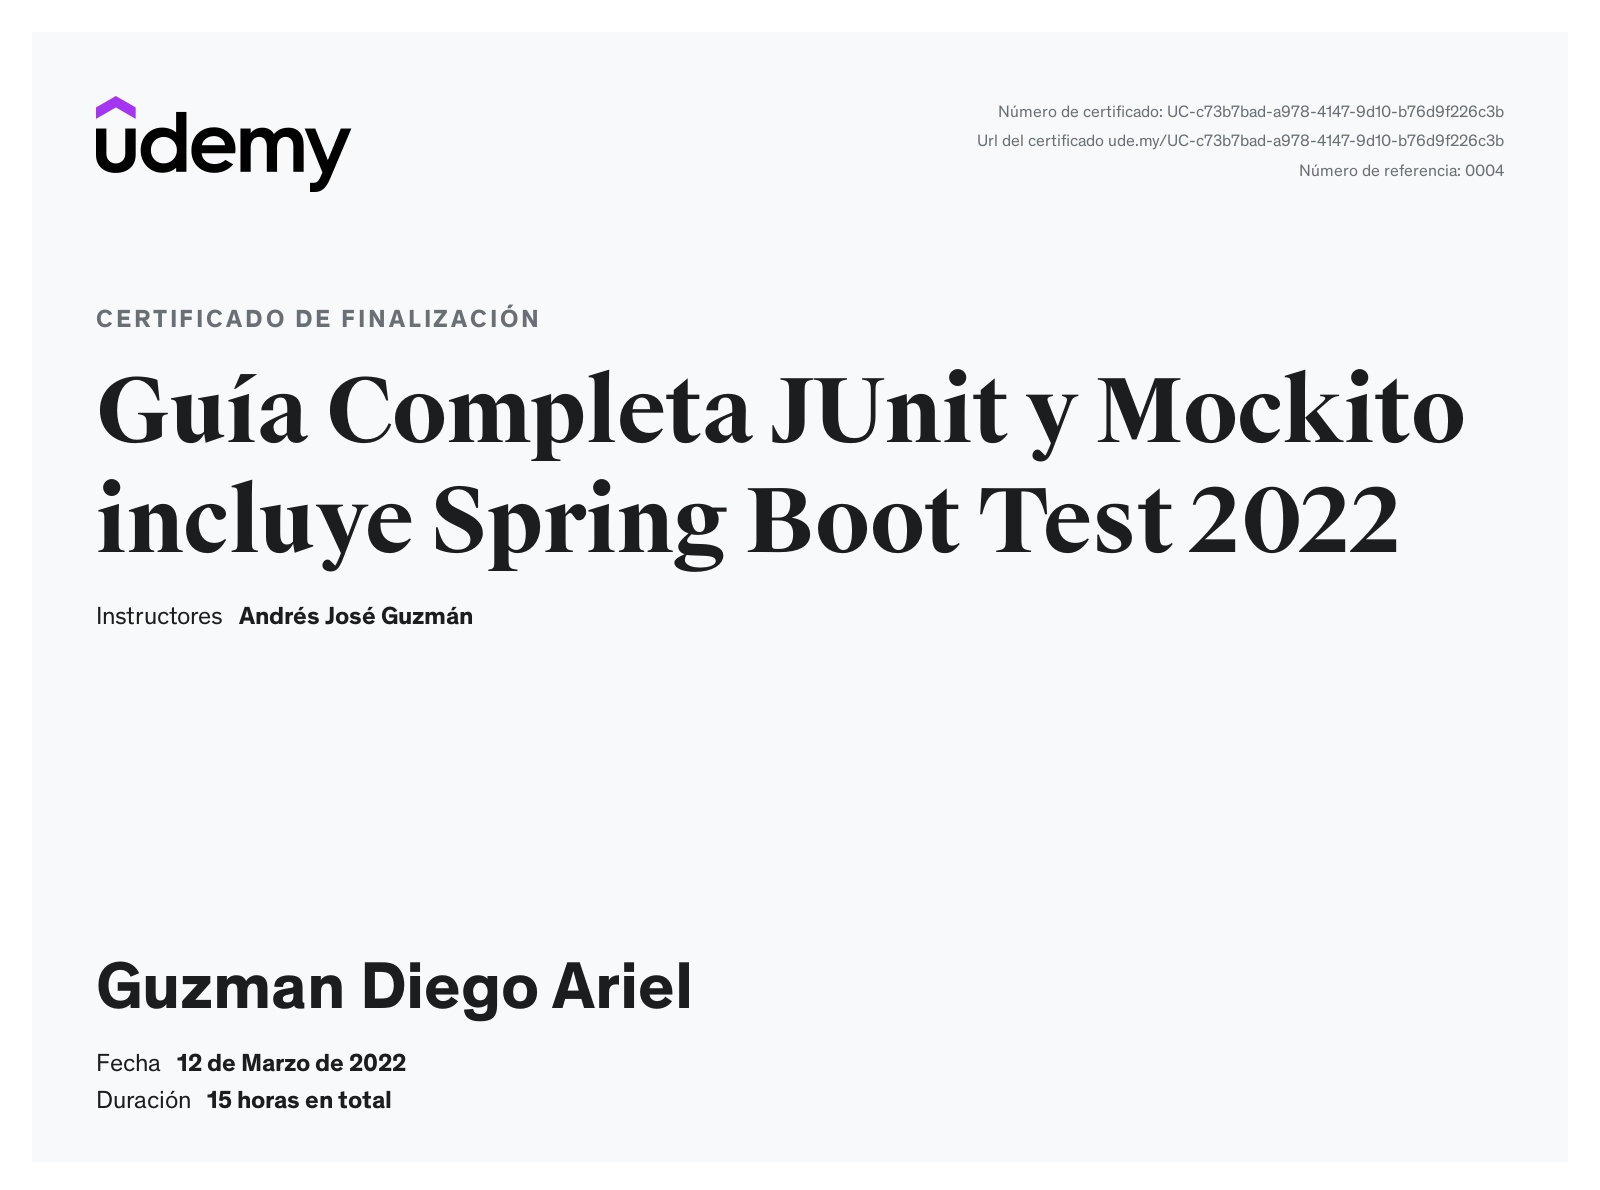 udemy
Número de certificado: UC-c73b7bad-a978-4147-9d10-b76d9f226c3b
Url del certificado ude.my/UC-c73b7bad-a978-4147-9d10-b76d9f226c3b
Número de referencia: 0004
CERTIFICADO DE FINALIZACIÓN
Guía Completa JUnit y Mockito
incluye Spring Boot Test 2022
Instructores Andrés José Guzmán
Guzman Diego Ariel
Fecha 12 de Marzo de 2022
Duración 15 horas en total